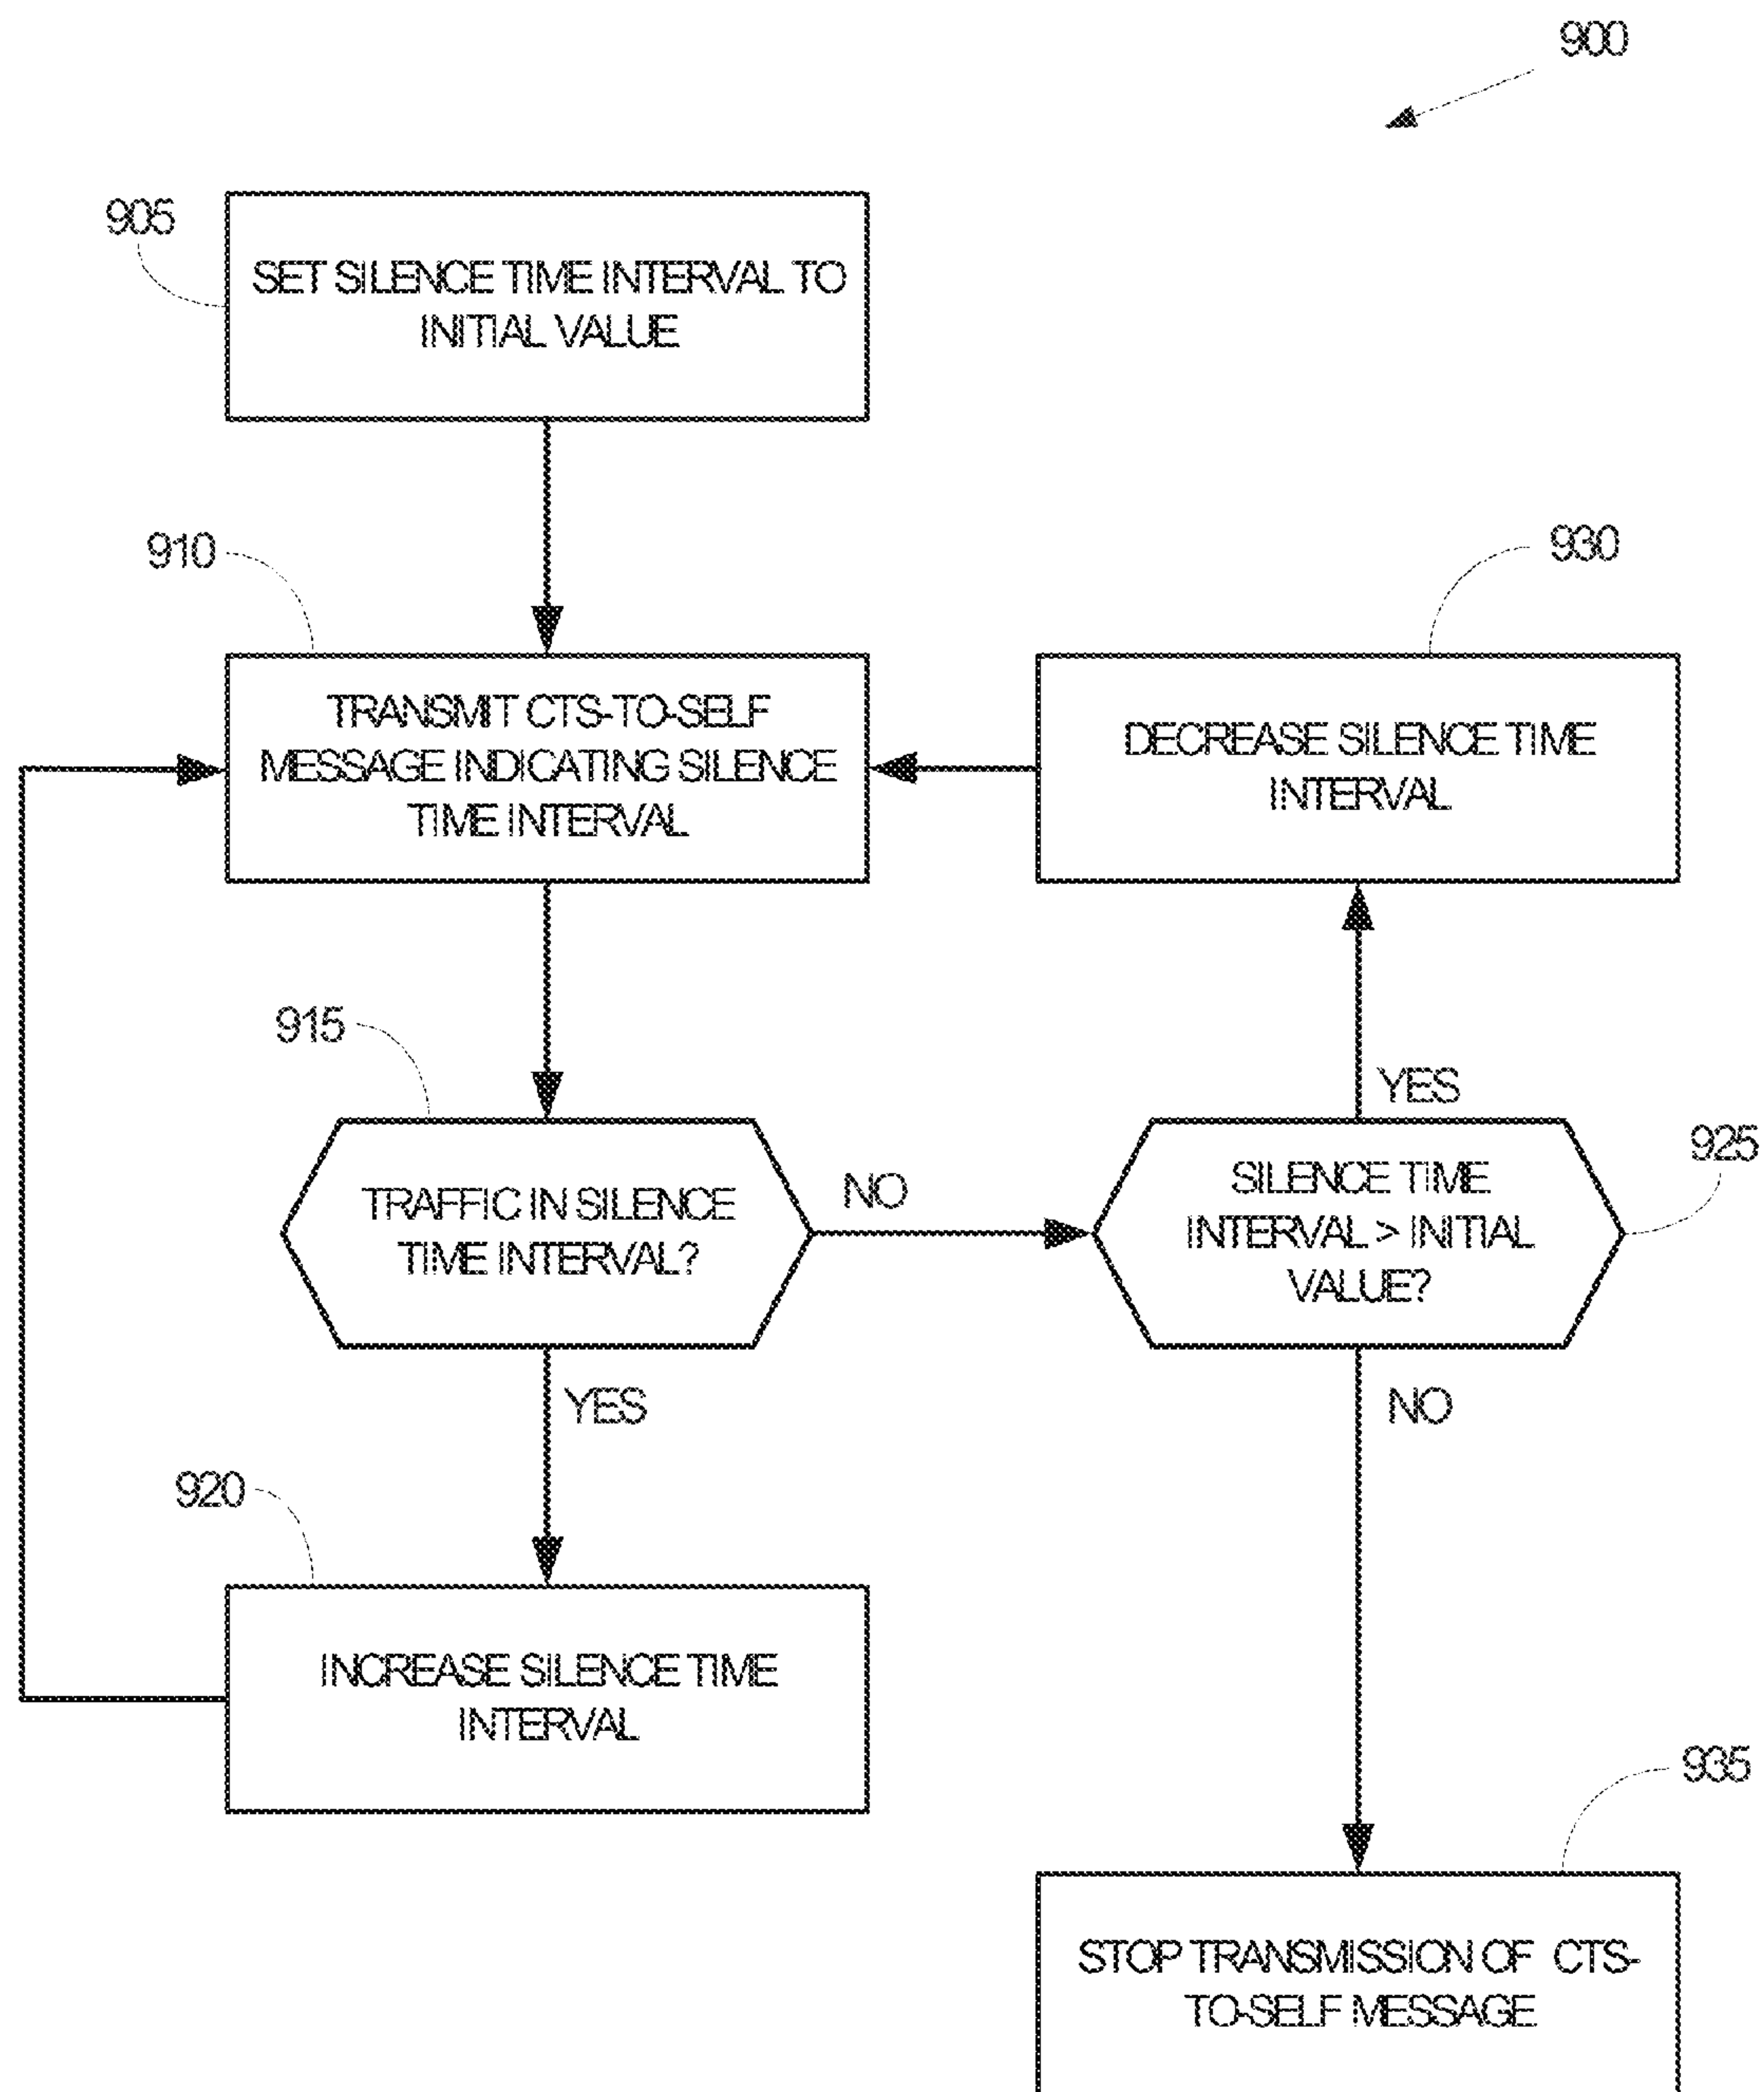 900
905
SET SILENCE TIME INTERVAL TO
INITIAL VALUE
910
TRANSMIT CTS-TO-SELF
MESSAGE INDICATING SILENCE
TIME INTERVAL
930
DECREASE SILENCE TIME
INTERVAL
915
TRAFFIC IN SILENCE
TIME INTERVAL?
NO
YES
925
SILENCE TIME
INTERVAL > INITIAL
VALUE?
YES
NO
920
INCREASE SILENCE TIME
INTERVAL
935
STOP TRANSMISSION OF CTS-
TO-SELF MESSAGE